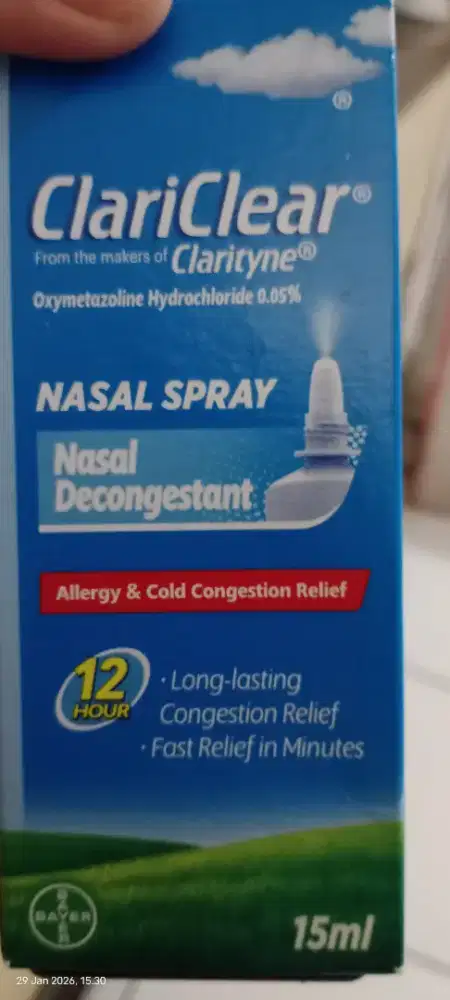 ®
ClariClear®
From the makers of Clarityne®
Oxymetazoline Hydrochloride 0.05%
NASAL SPRAY
Nasal
Decongestant
Allergy & Cold Congestion Relief
12
HOUR
· Long-lasting
Congestion Relief
· Fast Relief in Minutes
BAYER
BAYER
15ml
29 Jan 2026, 15:30